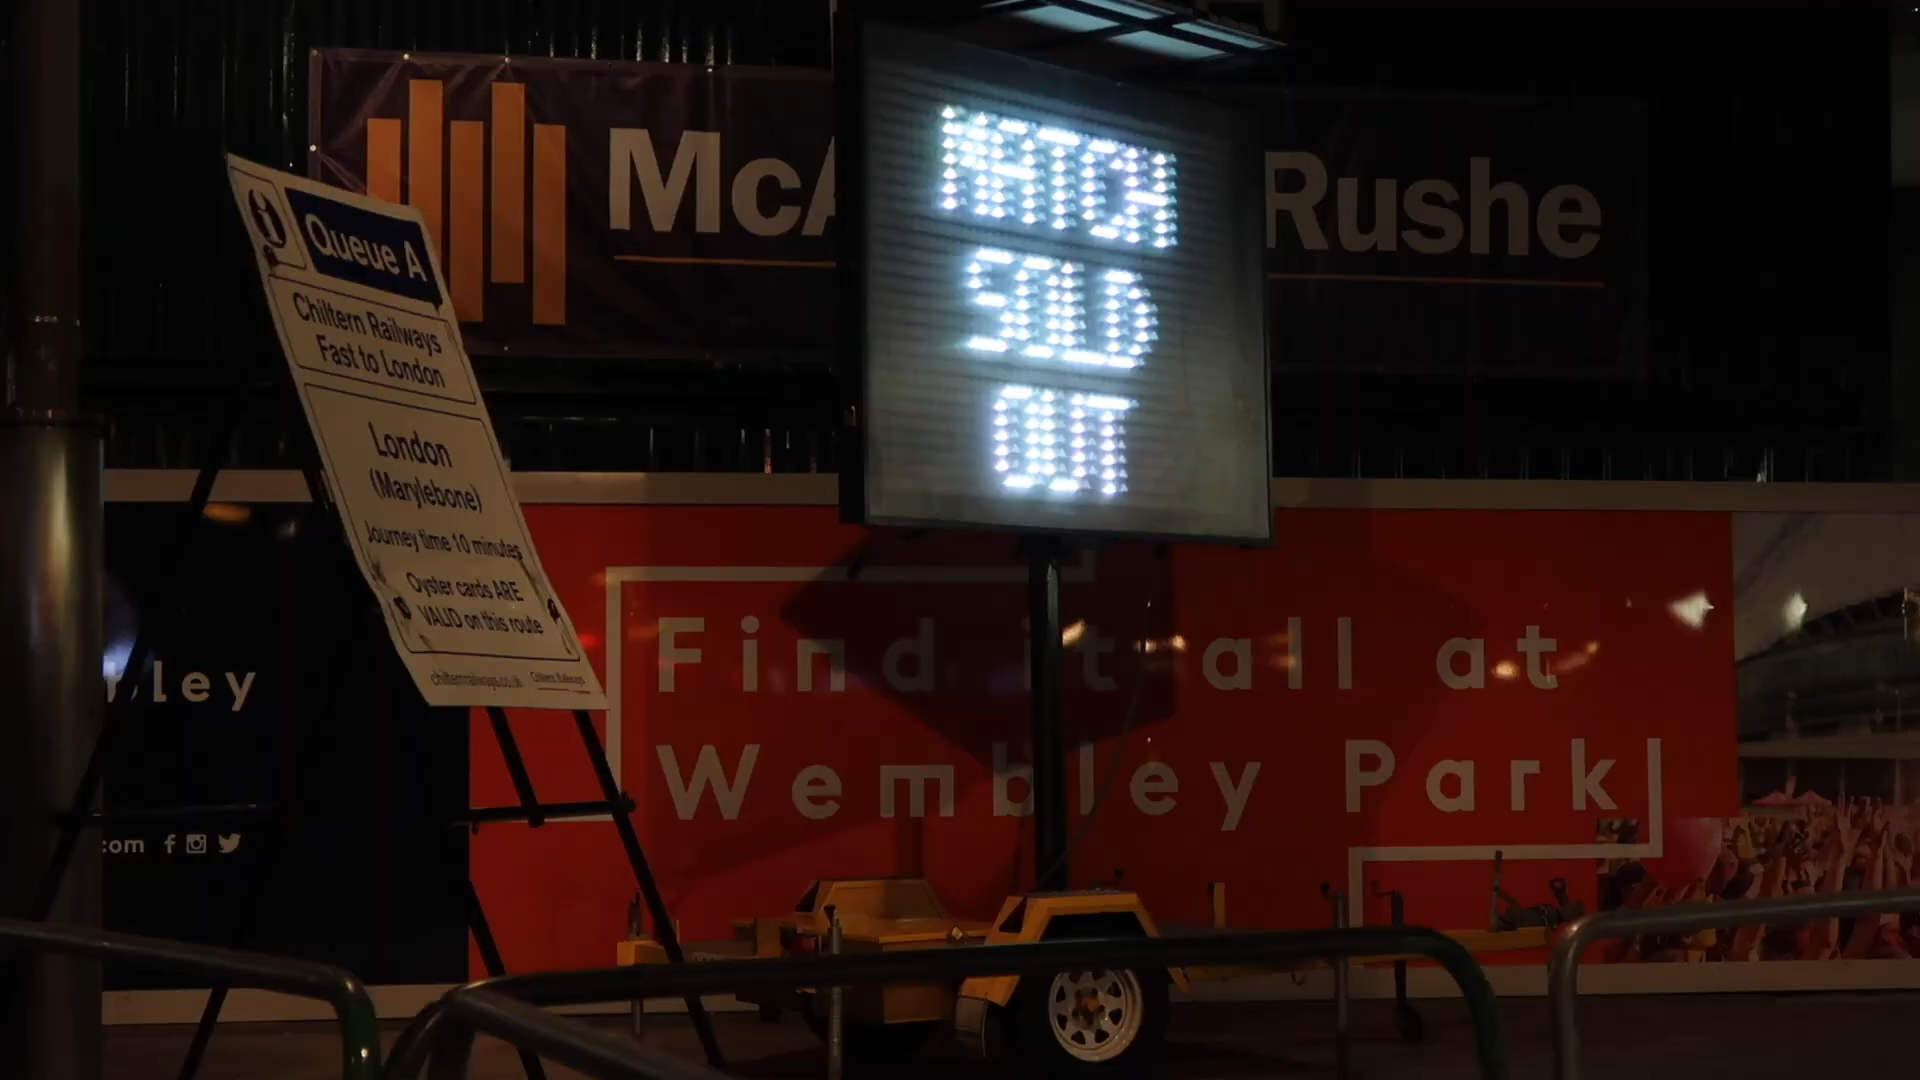 McA
Rushe
MATCH
SOLD
OUT
Queue A
Chiltern Railways
Fast to London
London
(Marylebone)
Journey time 10 minutes
Oyster cards ARE
VALID on this route
chilternrailways.co.uk
Chiltern Railways
Find it all at
Wembley Park
bley
.com